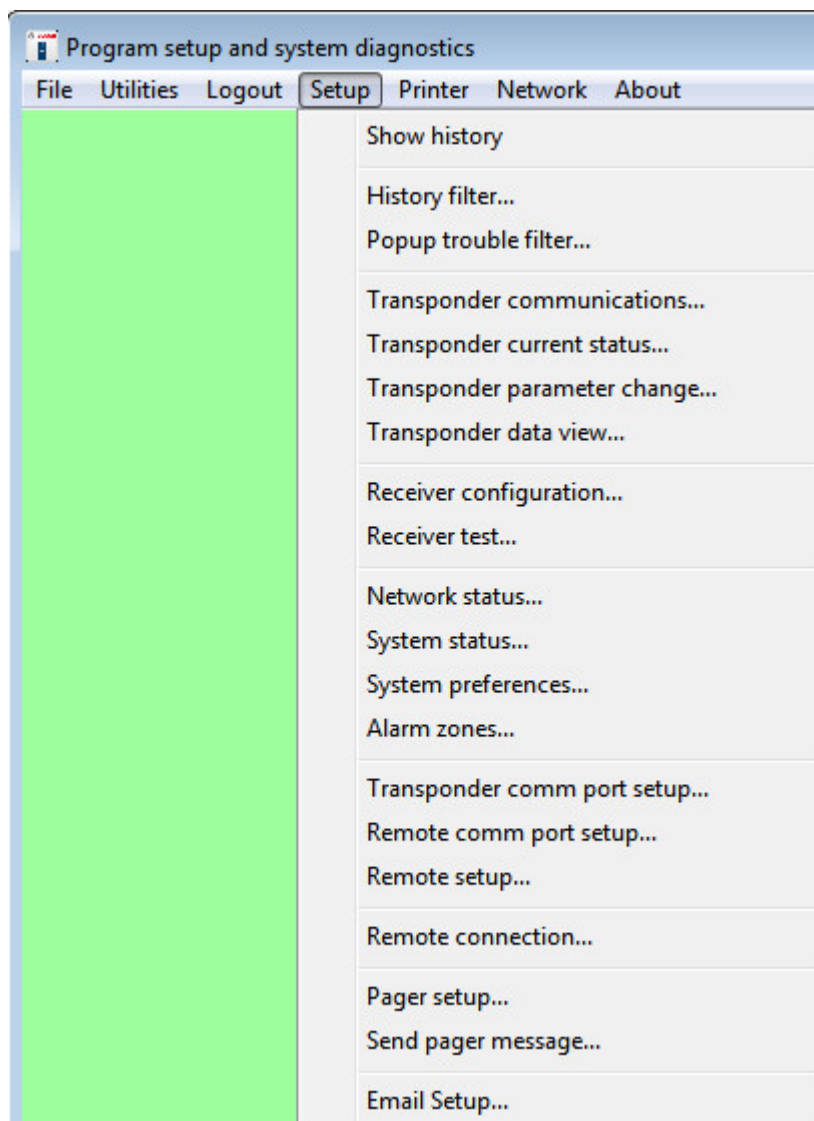 Program setup and system diagnostics
File Utilities Logout Setup Printer Network About
Show history
History filter...
Popup trouble filter...
Transponder communications...
Transponder current status...
Transponder parameter change...
Transponder data view...
Receiver configuration...
Receiver test...
Network status...
System status...
System preferences...
Alarm zones...
Transponder comm port setup...
Remote comm port setup...
Remote setup...
Remote connection...
Pager setup...
Send pager message...
Email Setup...